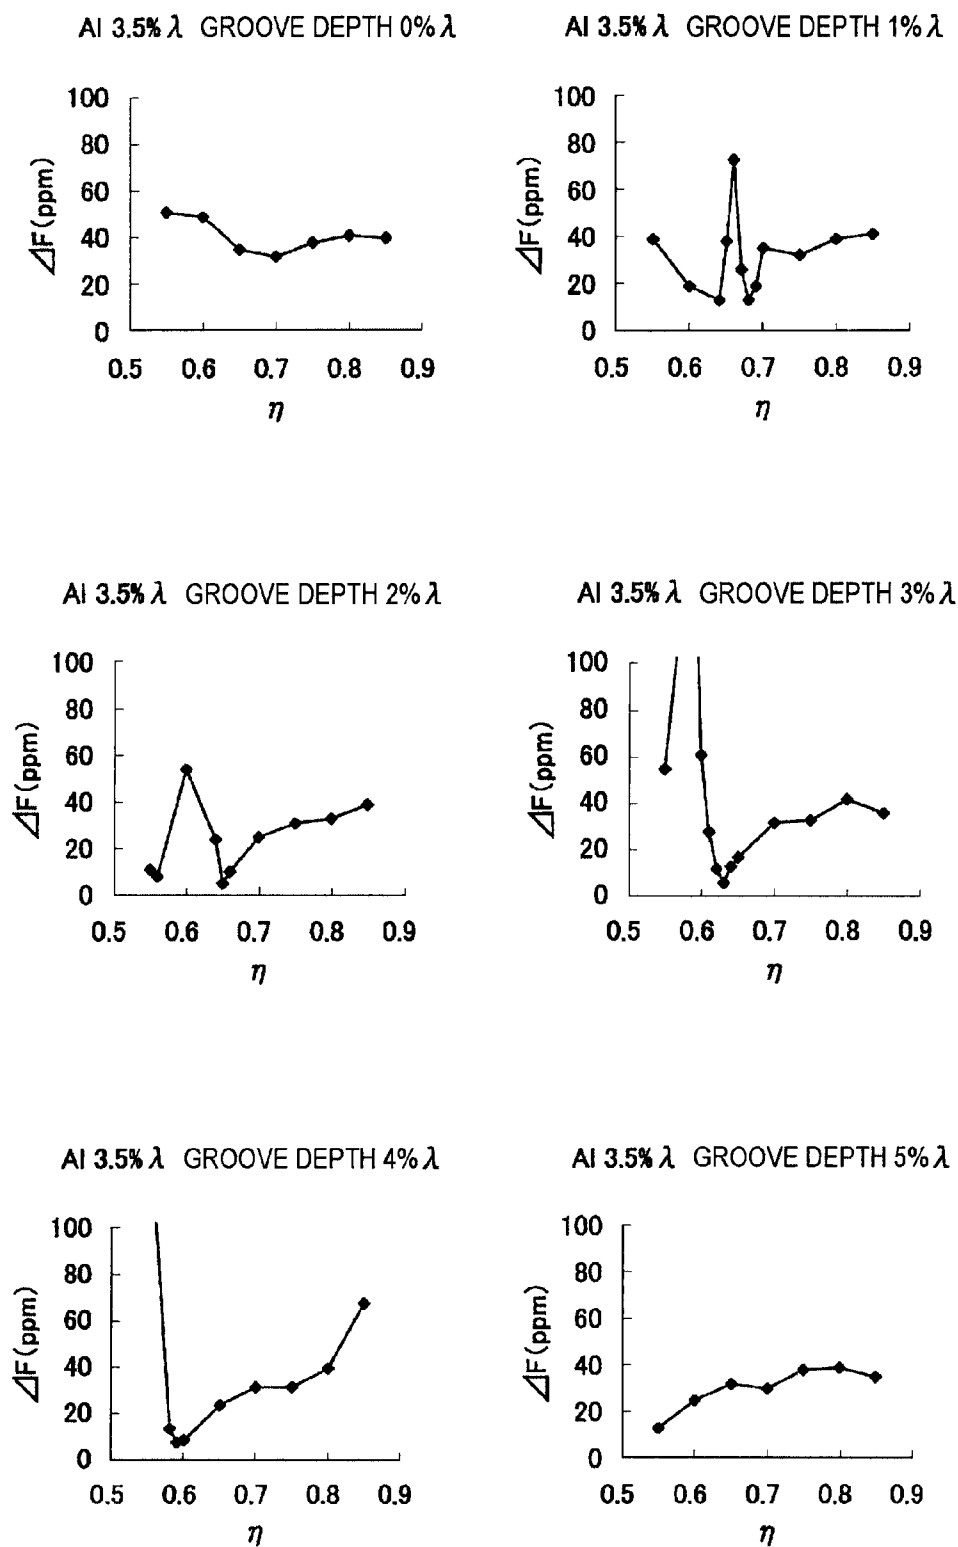 Al 3.5% λ GROOVE DEPTH 0% λ
100
80
60
40
20
0
⊿F(ppm)
0.5 0.6 0.7 0.8 0.9
η
Al 3.5% λ GROOVE DEPTH 1% λ
100
80
60
40
20
0
⊿F(ppm)
0.5 0.6 0.7 0.8 0.9
η
Al 3.5% λ GROOVE DEPTH 2% λ
100
80
60
40
20
0
⊿F(ppm)
0.5 0.6 0.7 0.8 0.9
η
Al 3.5% λ GROOVE DEPTH 3% λ
100
80
60
40
20
0
⊿F(ppm)
0.5 0.6 0.7 0.8 0.9
η
Al 3.5% λ GROOVE DEPTH 4% λ
100
80
60
40
20
0
⊿F(ppm)
0.5 0.6 0.7 0.8 0.9
η
Al 3.5% λ GROOVE DEPTH 5% λ
100
80
60
40
20
0
⊿F(ppm)
0.5 0.6 0.7 0.8 0.9
η